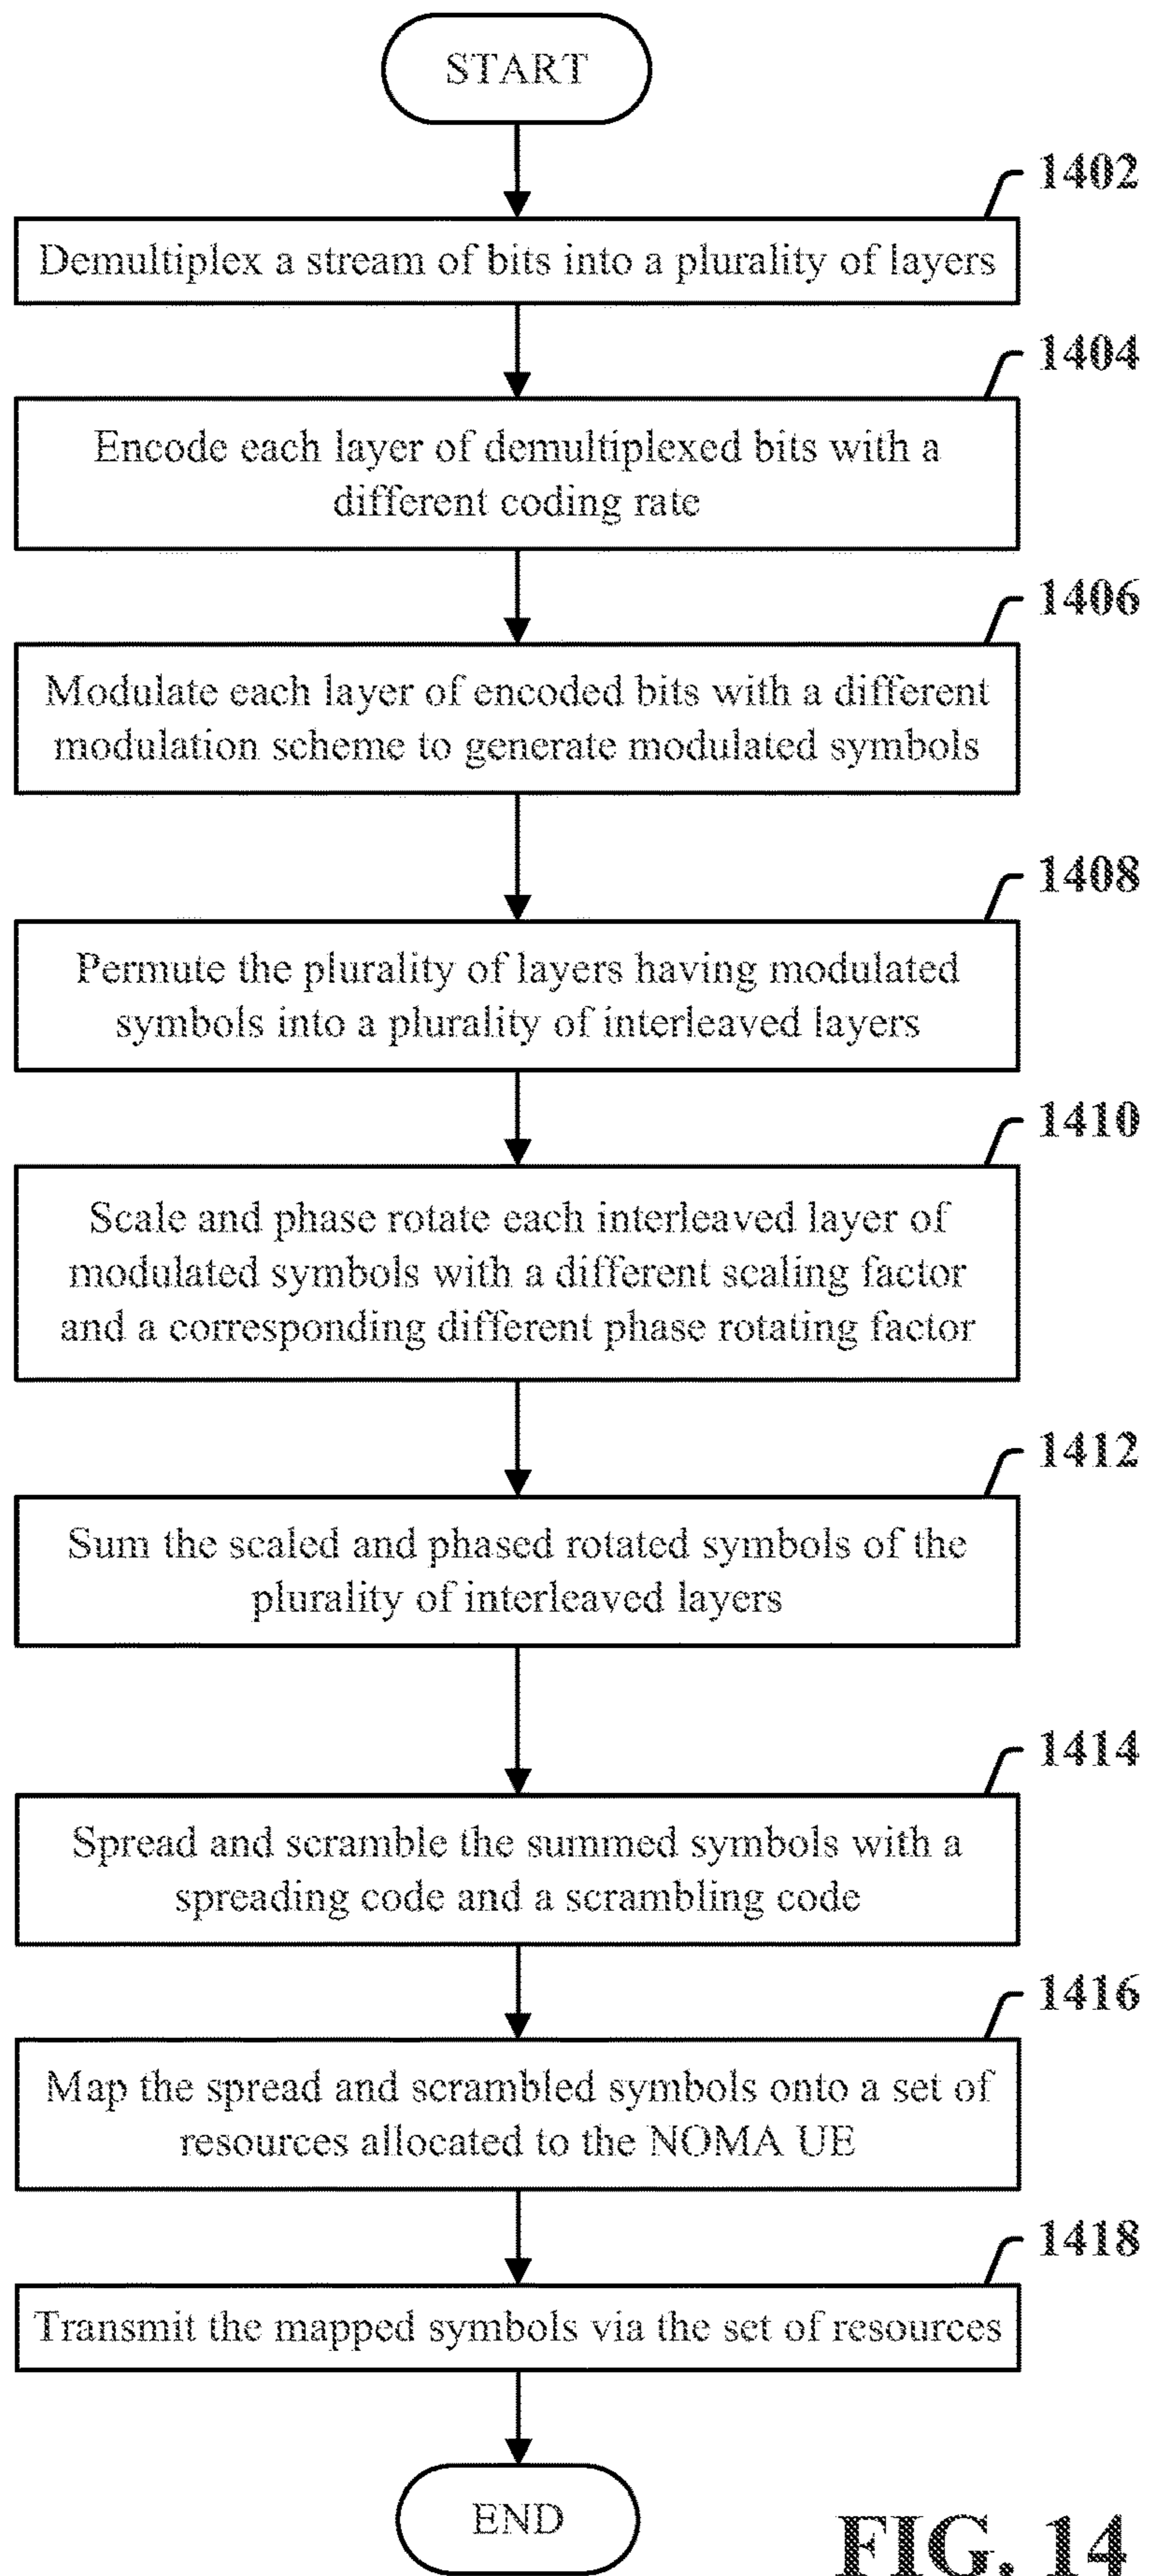 START
1402
Demultiplex a stream of bits into a plurality of layers
1404
Encode each layer of demultiplexed bits with a
different coding rate
1406
Modulate each layer of encoded bits with a different
modulation scheme to generate modulated symbols
1408
Permute the plurality of layers having modulated
symbols into a plurality of interleaved layers
1410
Scale and phase rotate each interleaved layer of
modulated symbols with a different scaling factor
and a corresponding different phase rotating factor
1412
Sum the scaled and phased rotated symbols of the
plurality of interleaved layers
1414
Spread and scramble the summed symbols with a
spreading code and a scrambling code
1416
Map the spread and scrambled symbols onto a set of
resources allocated to the NOMA UE
1418
Transmit the mapped symbols via the set of resources
END
FIG. 14